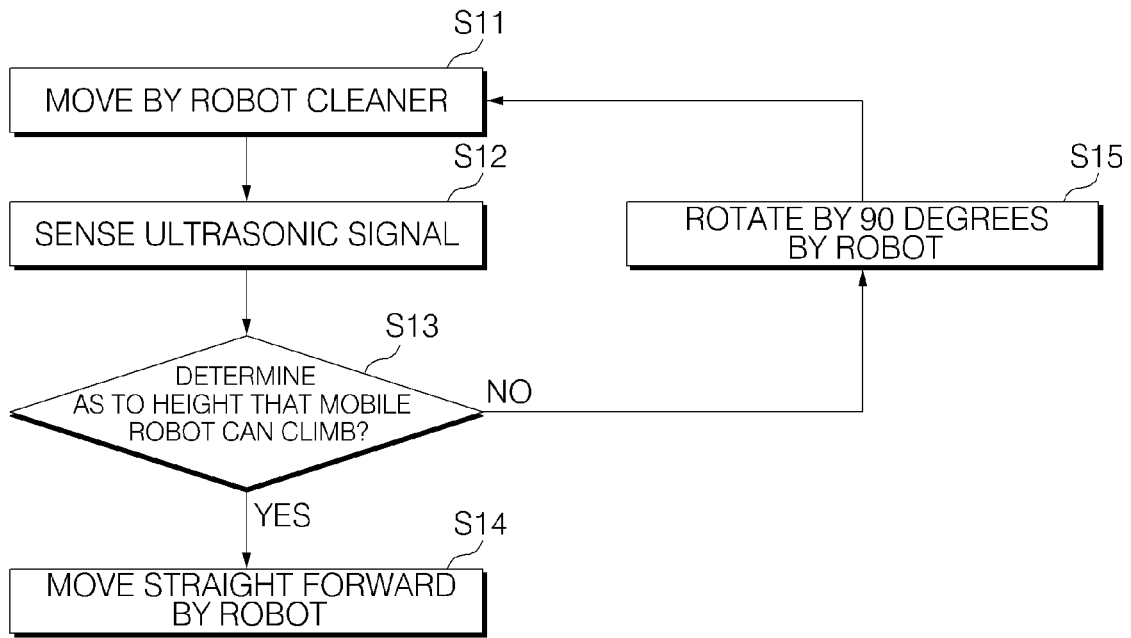 S11
MOVE BY ROBOT CLEANER
S12
SENSE ULTRASONIC SIGNAL
S15
ROTATE BY 90 DEGREES
BY ROBOT
S13
DETERMINE
AS TO HEIGHT THAT MOBILE
ROBOT CAN CLIMB?
NO
YES
S14
MOVE STRAIGHT FORWARD
BY ROBOT